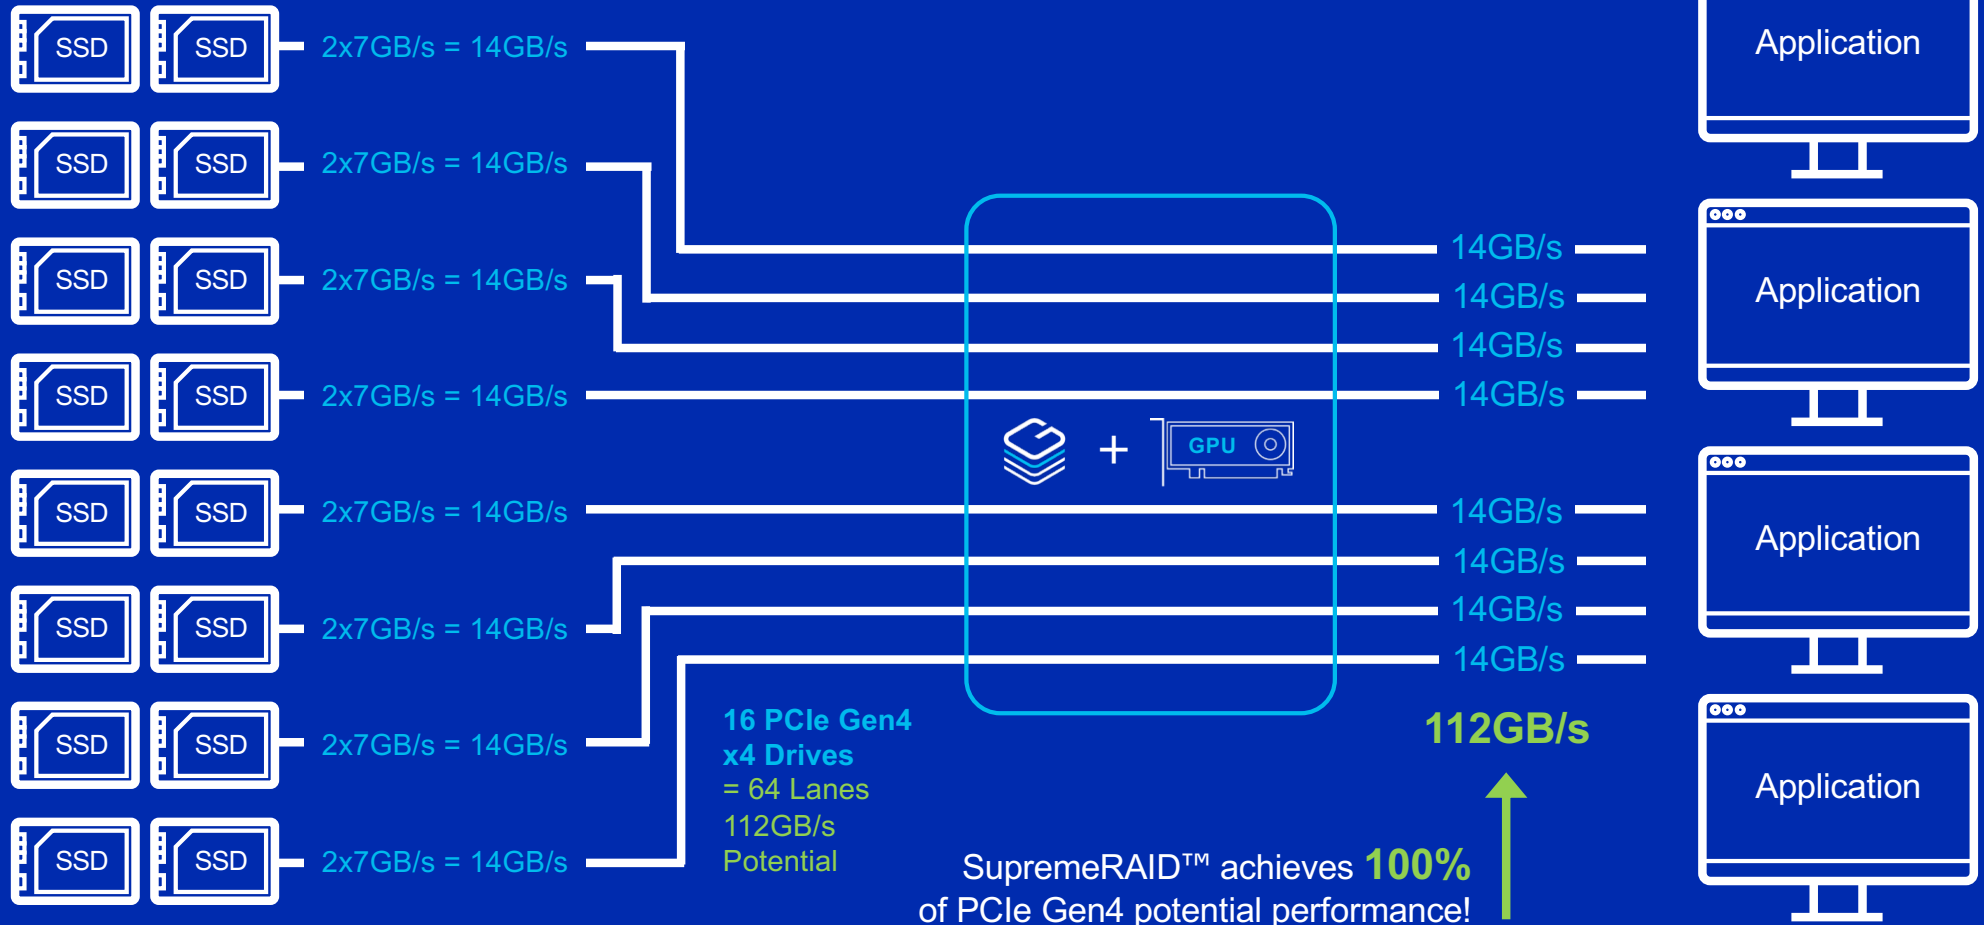 SSD SSD 2x7GB/s = 14GB/s Application
SSD SSD 2x7GB/s = 14GB/s
14GB/s
SSD SSD 2x7GB/s = 14GB/s 14GB/s Application
14GB/s
SSD SSD 2x7GB/s = 14GB/s 14GB/s
GPU
SSD SSD 2x7GB/s = 14GB/s 14GB/s Application
14GB/s
SSD SSD 2x7GB/s = 14GB/s 14GB/s
14GB/s
16 PCIe Gen4 112GB/s
SSD SSD 2x7GB/s = 14GB/s x4 Drives
= 64 Lanes Application
112GB/s
SSD SSD 2x7GB/s = 14GB/s Potential
SupremeRAID™ achieves 100%
of PCIe Gen4 potential performance!